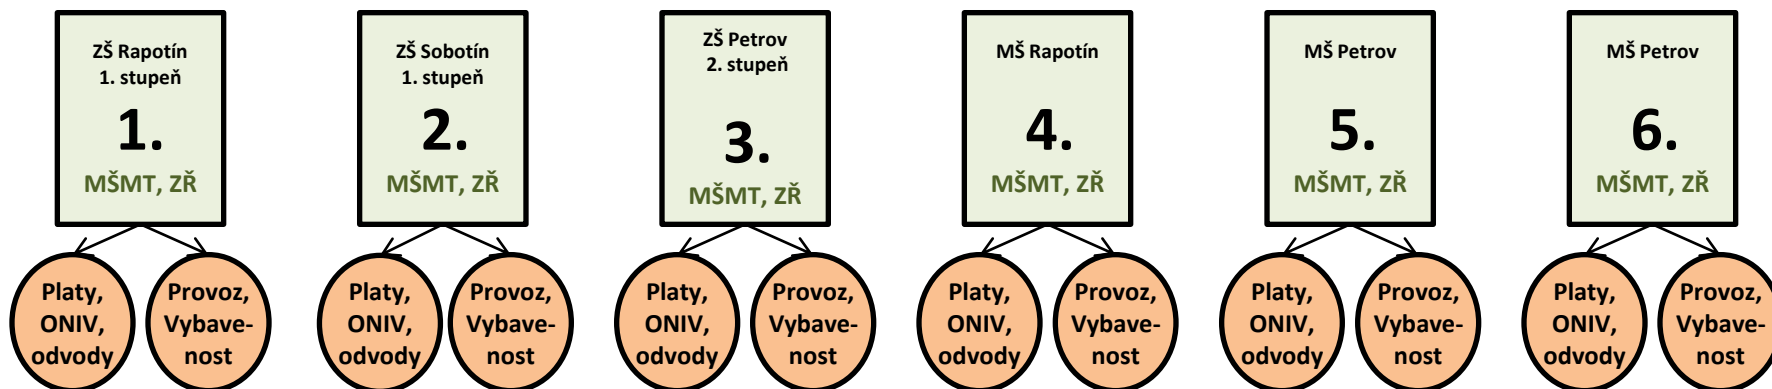 ZŠ Rapotín
1. stupeň
1.
MŠMT, ZŘ
ZŠ Sobotín
1. stupeň
2.
MŠMT, ZŘ
ZŠ Petrov
2. stupeň
3.
MŠMT, ZŘ
MŠ Rapotín
4.
MŠMT, ZŘ
MŠ Petrov
5.
MŠMT, ZŘ
MŠ Petrov
6.
MŠMT, ZŘ
Platy,
ONIV,
odvody
Provoz,
Vybave-
nost
Platy,
ONIV,
odvody
Provoz,
Vybave-
nost
Platy,
ONIV,
odvody
Provoz,
Vybave-
nost
Platy,
ONIV,
odvody
Provoz,
Vybave-
nost
Platy,
ONIV,
odvody
Provoz,
Vybave-
nost
Platy,
ONIV,
odvody
Provoz,
Vybave-
nost